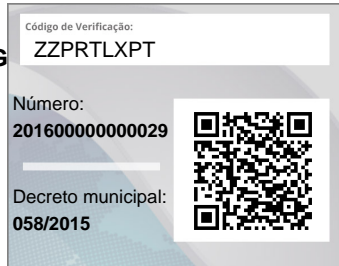 Código de Verificação:
ZZPRTLXPT
G
Número:
201600000000029
Decreto municipal:
058/2015